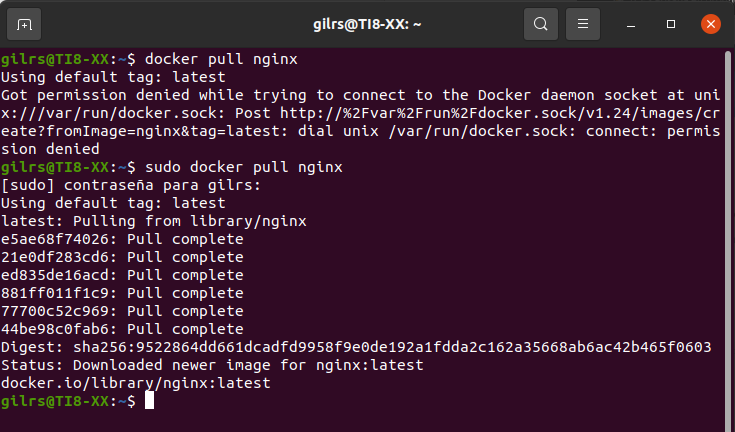 gilrs@TI8-XX: ~
gilrs@TI8-XX:~$ docker pull nginx
Using default tag: latest
Got permission denied while trying to connect to the Docker daemon socket at uni
x:///var/run/docker.sock: Post http://%2Fvar%2Frun%2Fdocker.sock/v1.24/images/cr
eate?fromImage=nginx&tag=latest: dial unix /var/run/docker.sock: connect: permis
sion denied
gilrs@TI8-XX:~$ sudo docker pull nginx
[sudo] contraseña para gilrs:
Using default tag: latest
latest: Pulling from library/nginx
e5ae68f74026: Pull complete
21e0df283cd6: Pull complete
ed835de16acd: Pull complete
881ff011f1c9: Pull complete
77700c52c969: Pull complete
44be98c0fab6: Pull complete
Digest: sha256:9522864dd661dcadfd9958f9e0de192a1fdda2c162a35668ab6ac42b465f0603
Status: Downloaded newer image for nginx:latest
docker.io/library/nginx:latest
gilrs@TI8-XX:~$